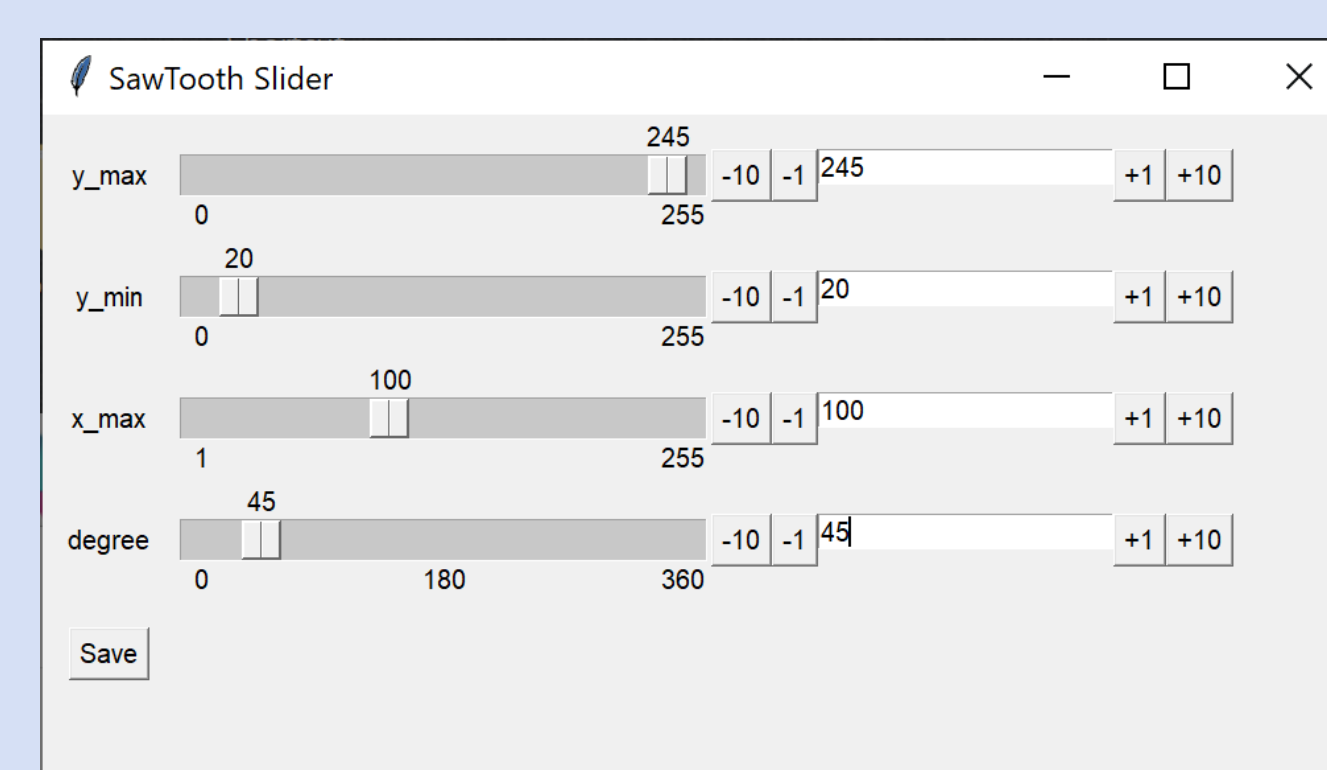 SawTooth Slider
245
y_max -10 -1 245 +1 +10
0 255
20
y_min -10 -1 20 +1 +10
0 255
100
x_max -10 -1 100 +1 +10
1 255
45
degree -10 -1 45 +1 +10
0 180 360
Save